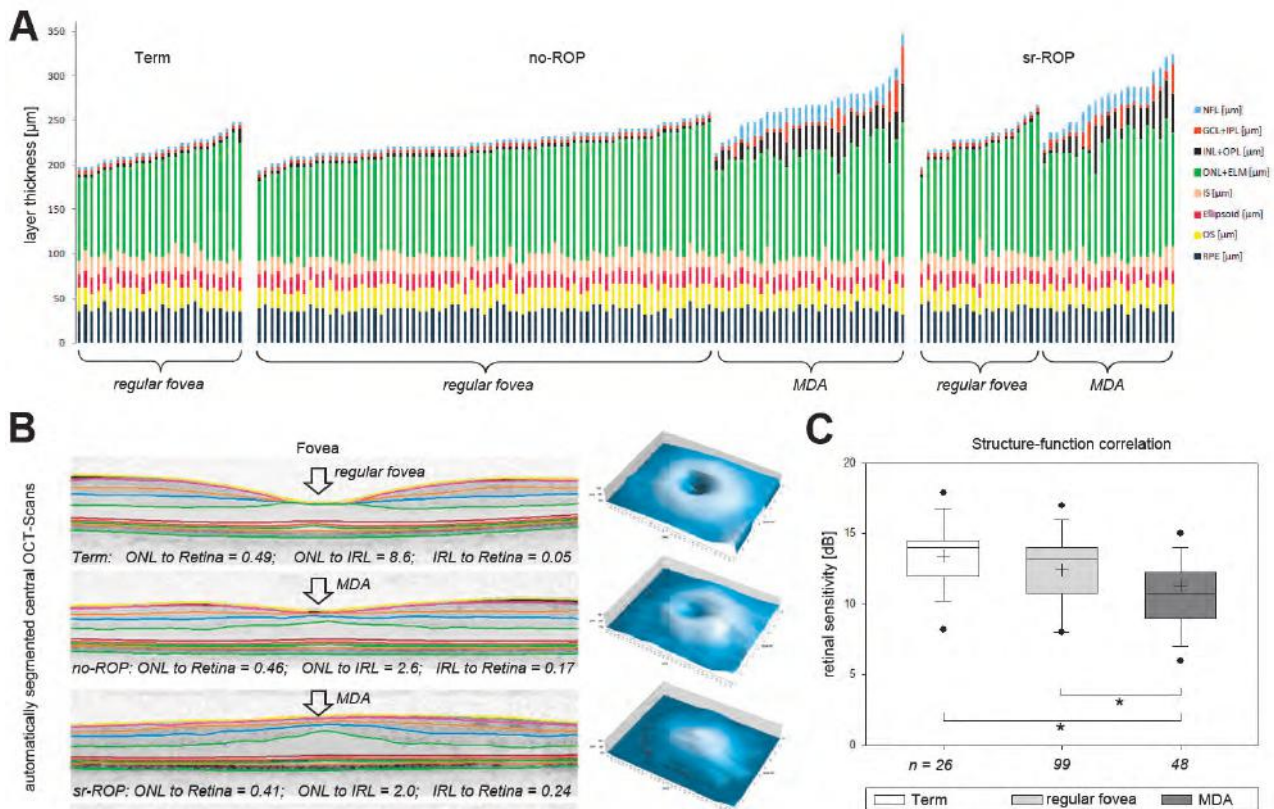 A
layer thickness [µm]
350
300
250
200
150
100
50
0
Term
no-ROP
sr-ROP
NFL [µm]
GCL+IPL [µm]
INL+OPL [µm]
ONL+ELM [µm]
IS [µm]
Ellipsoid [µm]
OS [µm]
RPE [µm]
regular fovea
regular fovea
MDA
regular fovea
MDA
B
automatically segmented central OCT-Scans
Fovea
regular fovea
Term: ONL to Retina = 0.49; ONL to IRL = 8.6; IRL to Retina = 0.05
MDA
no-ROP: ONL to Retina = 0.46; ONL to IRL = 2.6; IRL to Retina = 0.17
MDA
sr-ROP: ONL to Retina = 0.41; ONL to IRL = 2.0; IRL to Retina = 0.24
C
Structure-function correlation
retinal sensitivity [dB]
20
15
10
5
0
*
*
n = 26
99
48
Term
regular fovea
MDA